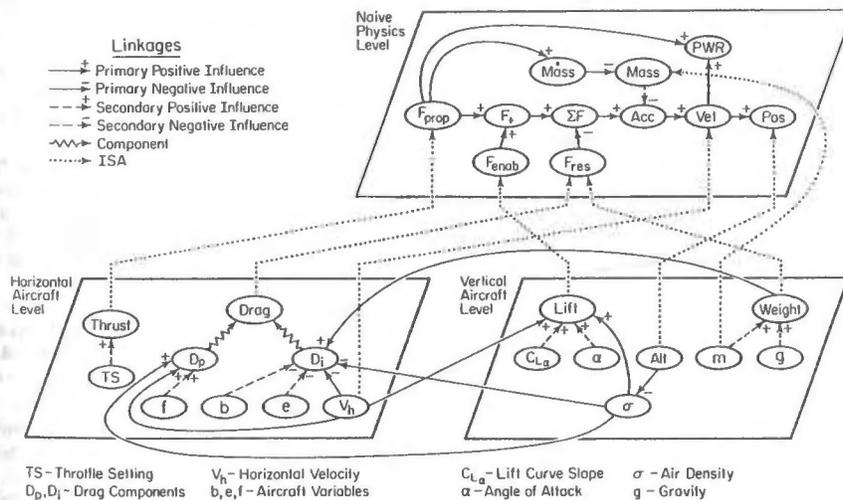 Naive
Physics
Level
Linkages
+ Primary Positive Influence
− Primary Negative Influence
+ Secondary Positive Influence
− Secondary Negative Influence
Component
ISA
PWR
Ṁass
Mass
F_prop
F_t
ΣF
Acc
Vel
Pos
F_enab
F_res
Horizontal
Aircraft
Level
Drag
Thrust
D_p
D_i
TS
f
b
e
V_h
Vertical
Aircraft
Level
Lift
Weight
C_Lα
α
Alt
m
g
σ
TS - Throttle Setting
D_p, D_i - Drag Components
V_h - Horizontal Velocity
b,e,f - Aircraft Variables
C_Lα - Lift Curve Slope
α - Angle of Attack
σ - Air Density
g - Gravity